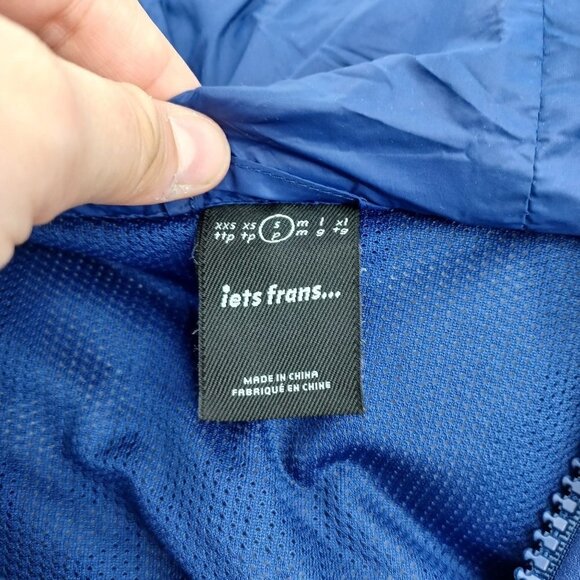 xxs xs s m l xl
ttp tp p m g tg
iets frans...
MADE IN CHINA
FABRIQUÉ EN CHINE